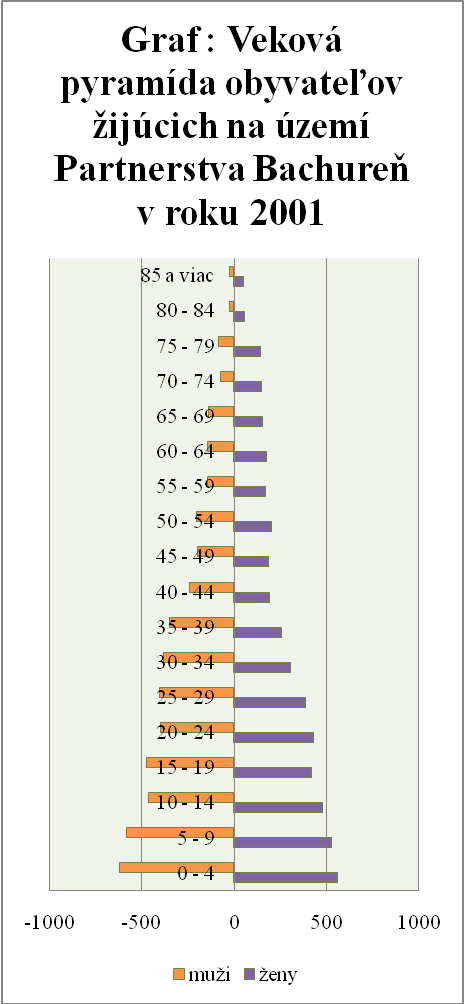 Graf : Veková
pyramída obyvateľov
žijúcich na území
Partnerstva Bachureň
v roku 2001
85 a viac
80 - 84
75 - 79
70 - 74
65 - 69
60 - 64
55 - 59
50 - 54
45 - 49
40 - 44
35 - 39
30 - 34
25 - 29
20 - 24
15 - 19
10 - 14
5 - 9
0 - 4
-1000 -500 0 500 1000
muži ženy